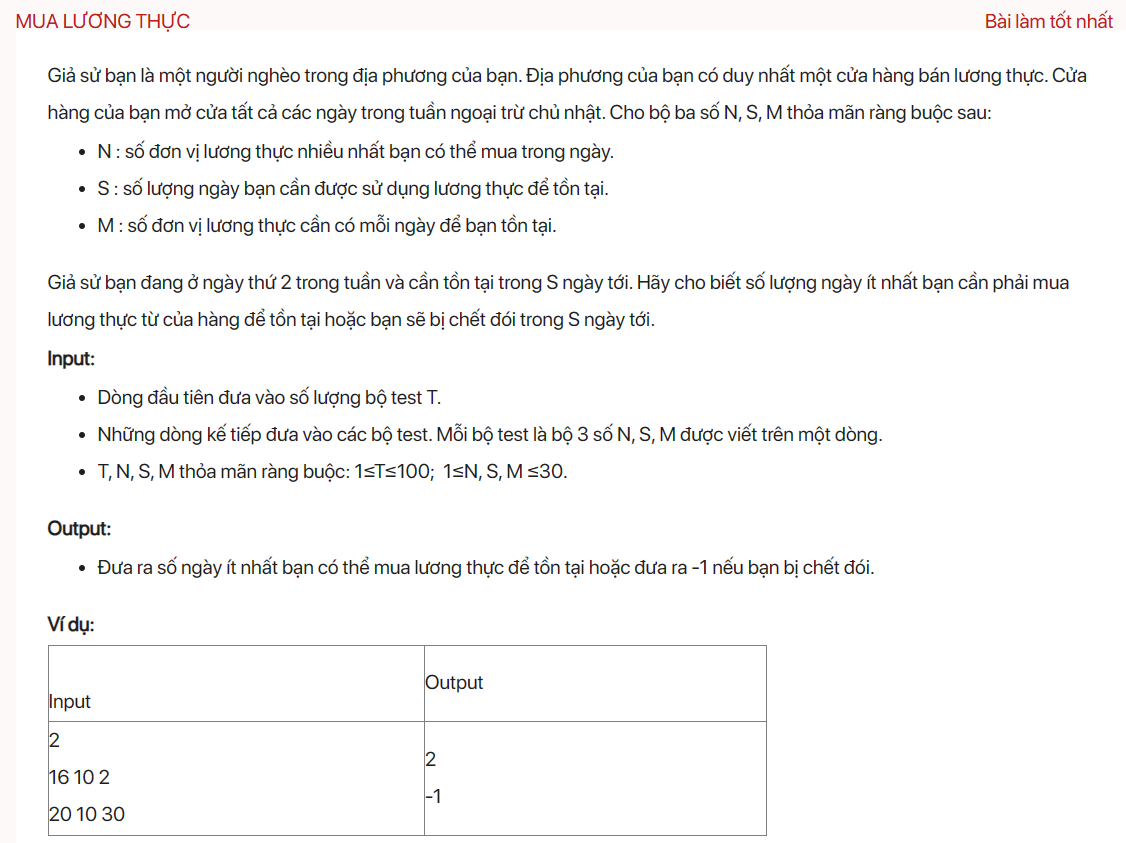 MUA LƯƠNG THỰC
Bài làm tốt nhất
Giả sử bạn là một người nghèo trong địa phương của bạn. Địa phương của bạn có duy nhất một cửa hàng bán lương thực. Cửa
hàng của bạn mở cửa tất cả các ngày trong tuần ngoại trừ chủ nhật. Cho bộ ba số N, S, M thỏa mãn ràng buộc sau:
• N : số đơn vị lương thực nhiều nhất bạn có thể mua trong ngày.
• S : số lượng ngày bạn cần được sử dụng lương thực để tồn tại.
• M : số đơn vị lương thực cần có mỗi ngày để bạn tồn tại.
Giả sử bạn đang ở ngày thứ 2 trong tuần và cần tồn tại trong S ngày tới. Hãy cho biết số lượng ngày ít nhất bạn cần phải mua
lương thực từ của hàng để tồn tại hoặc bạn sẽ bị chết đói trong S ngày tới.
Input:
• Dòng đầu tiên đưa vào số lượng bộ test T.
• Những dòng kế tiếp đưa vào các bộ test. Mỗi bộ test là bộ 3 số N, S, M được viết trên một dòng.
• T, N, S, M thỏa mãn ràng buộc: 1≤T≤100; 1≤N, S, M ≤30.
Output:
• Đưa ra số ngày ít nhất bạn có thể mua lương thực để tồn tại hoặc đưa ra -1 nếu bạn bị chết đói.
Ví dụ:
Input
Output
2
16 10 2
20 10 30
2
-1